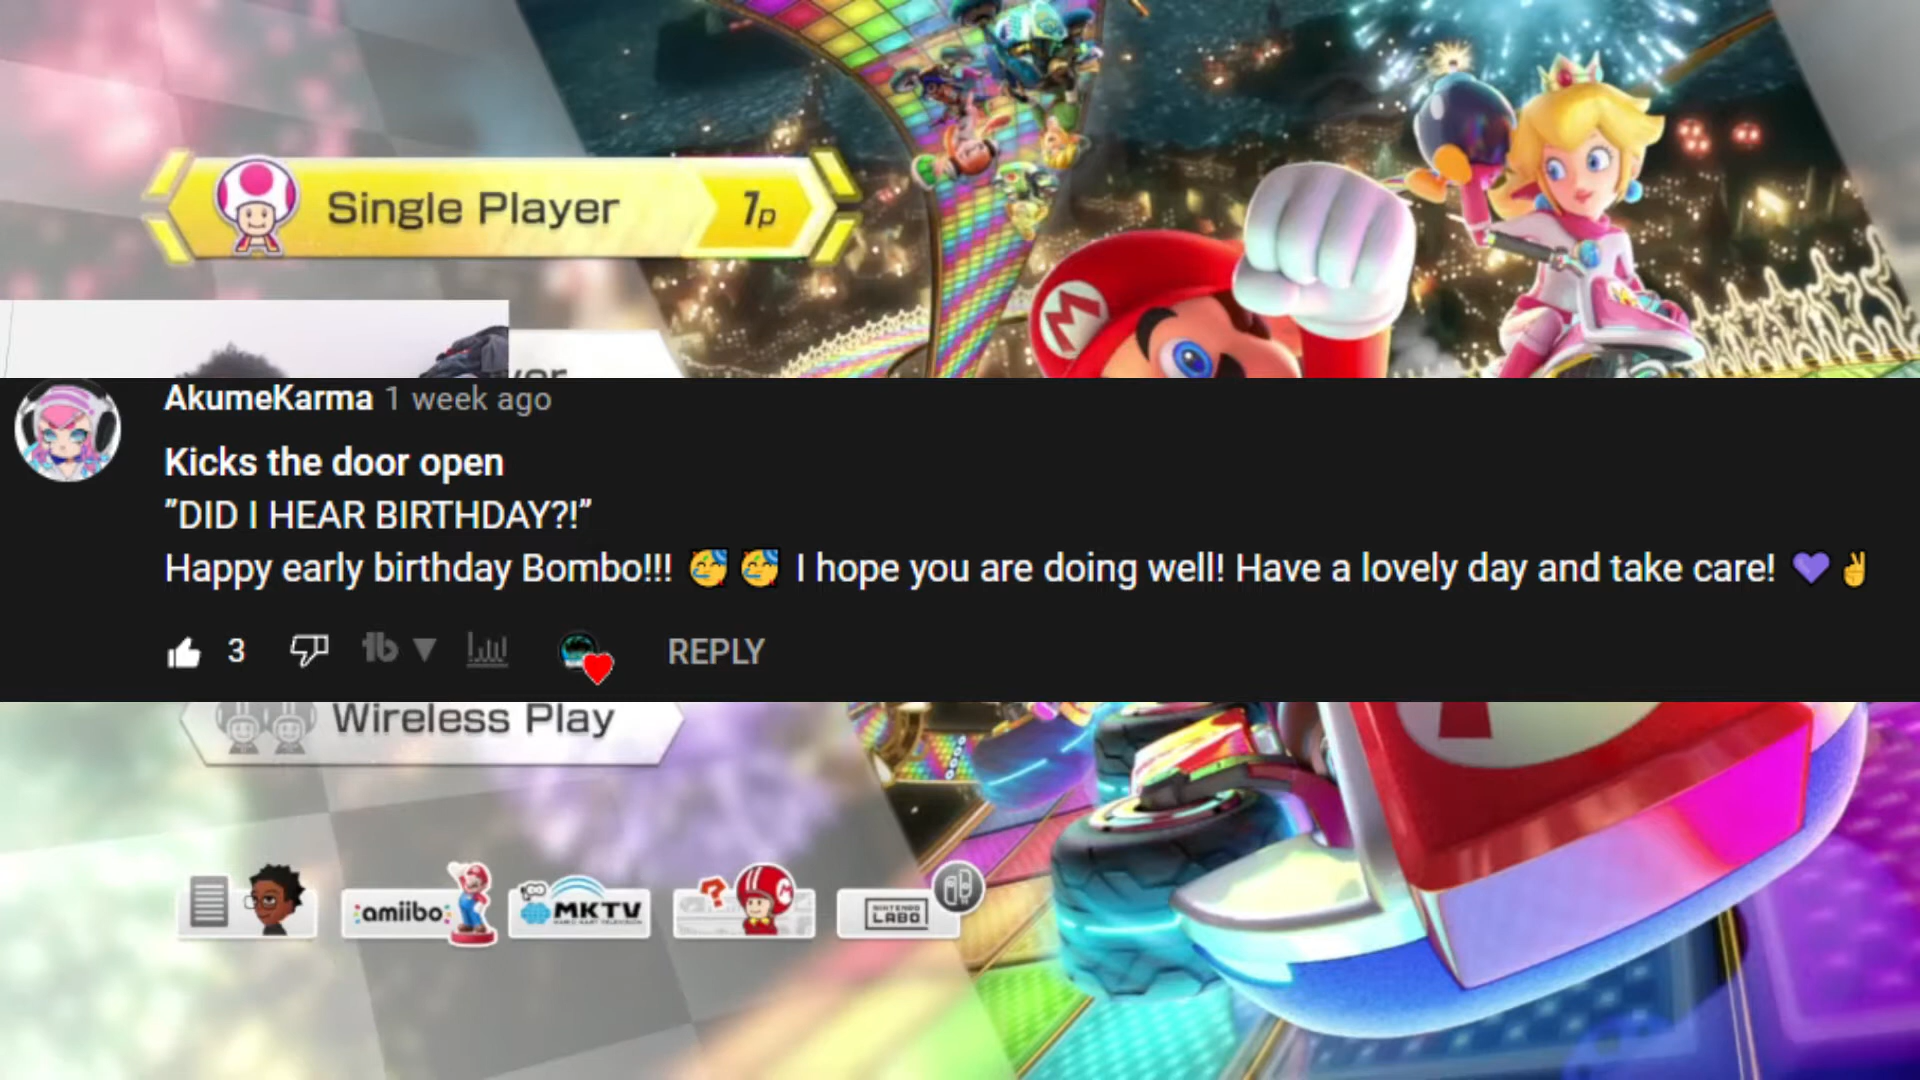 Single Player
1p
AkumeKarma 1 week ago
Kicks the door open
"DID I HEAR BIRTHDAY?!"
Happy early birthday Bombo!!! 🥳 🥳 I hope you are doing well! Have a lovely day and take care! 💜✌
3
REPLY
Wireless Play
amiibo
MKTV
NINTENDO
LABO